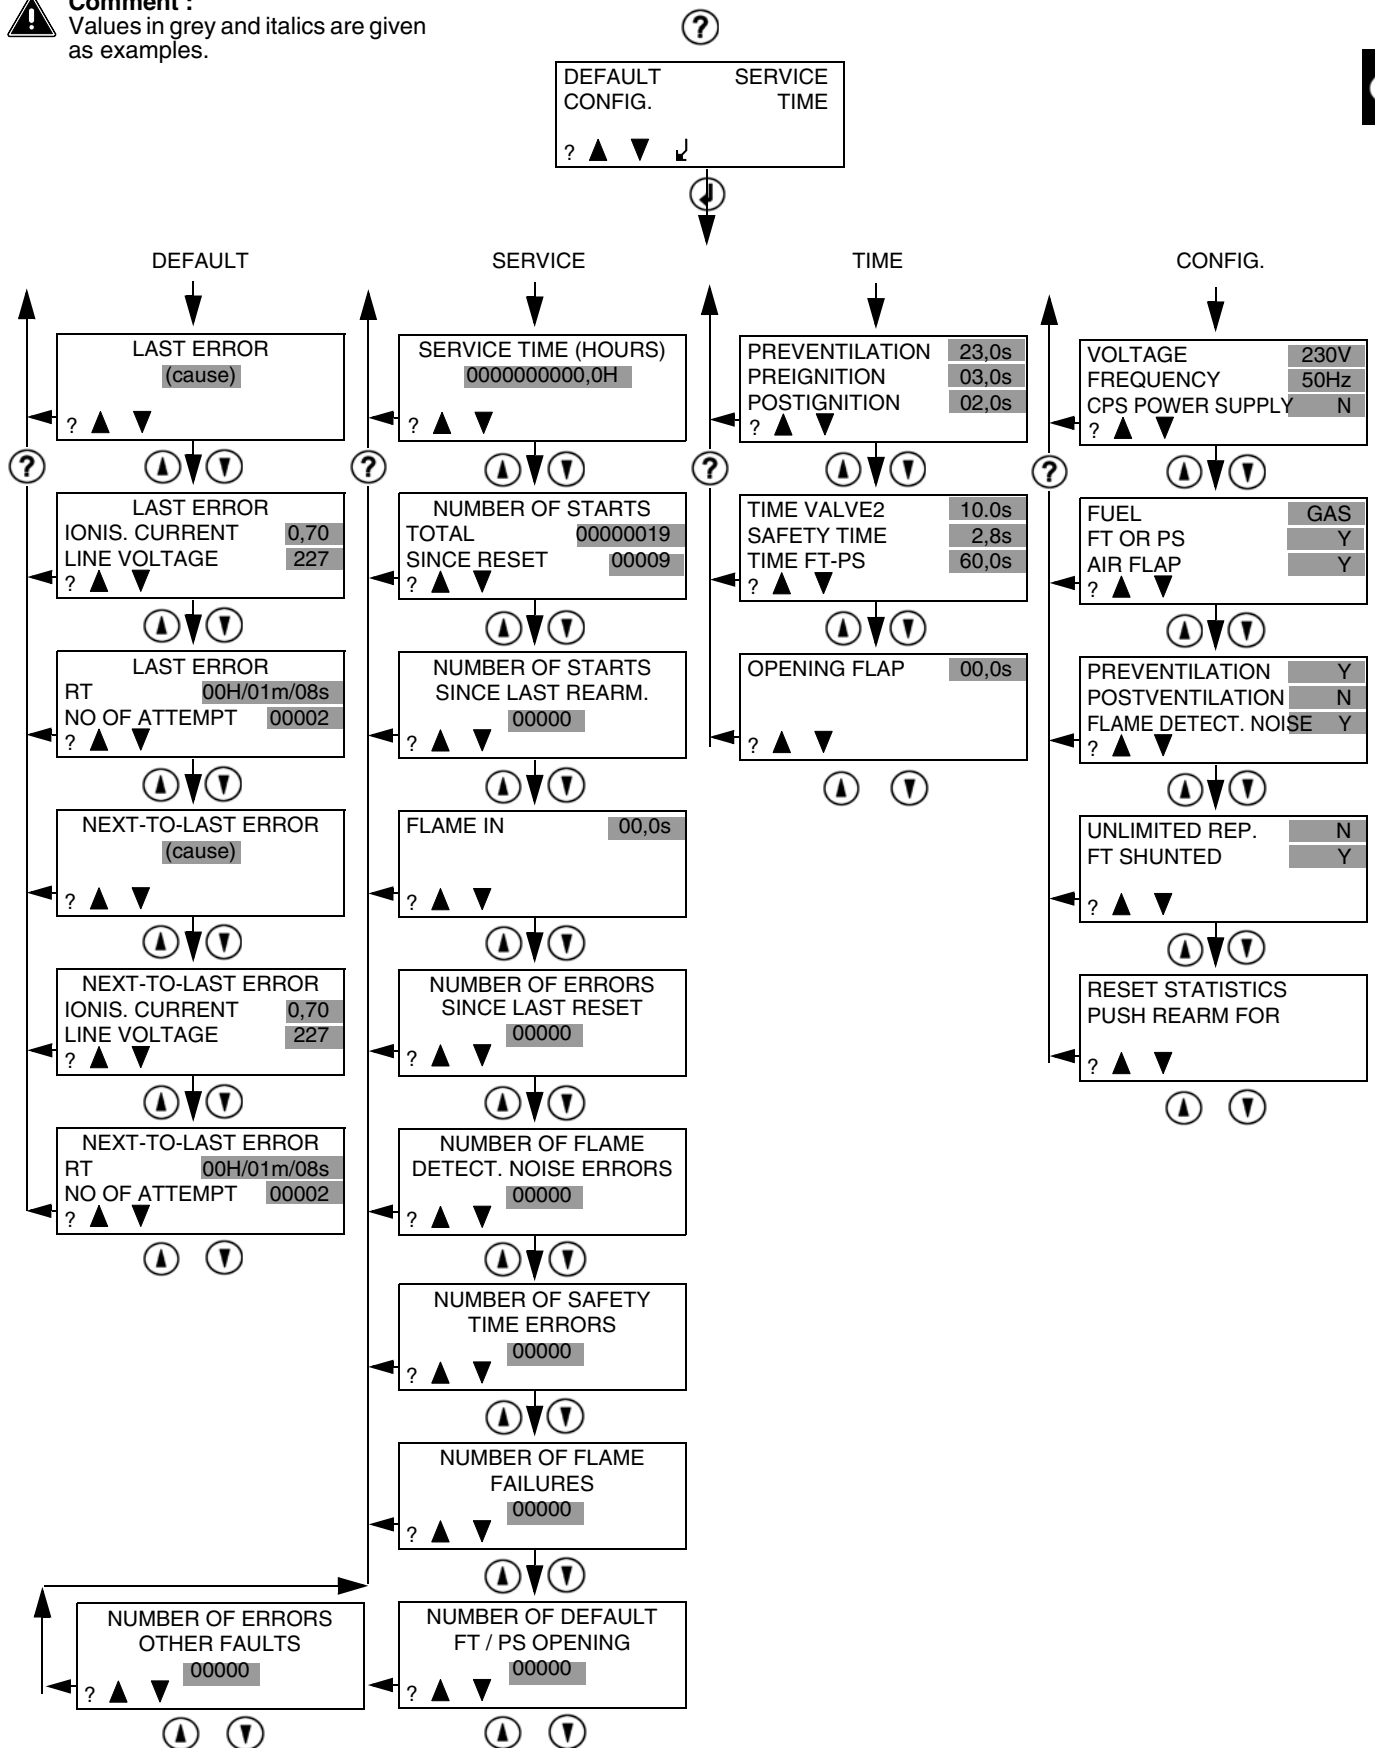 Comment :
Values in grey and italics are given
as examples.
?
DEFAULT SERVICE
CONFIG. TIME
?
DEFAULT
LAST ERROR
(cause)
?
?
LAST ERROR
IONIS. CURRENT 0,70
LINE VOLTAGE 227
?
LAST ERROR
RT 00H/01m/08s
NO OF ATTEMPT 00002
?
NEXT-TO-LAST ERROR
(cause)
?
NEXT-TO-LAST ERROR
IONIS. CURRENT 0,70
LINE VOLTAGE 227
?
NEXT-TO-LAST ERROR
RT 00H/01m/08s
NO OF ATTEMPT 00002
?
SERVICE
SERVICE TIME (HOURS)
0000000000,0H
?
?
NUMBER OF STARTS
TOTAL 00000019
SINCE RESET 00009
?
NUMBER OF STARTS
SINCE LAST REARM.
00000
?
FLAME IN 00,0s
?
NUMBER OF ERRORS
SINCE LAST RESET
00000
?
NUMBER OF FLAME
DETECT. NOISE ERRORS
00000
?
NUMBER OF SAFETY
TIME ERRORS
00000
?
NUMBER OF FLAME
FAILURES
00000
?
NUMBER OF DEFAULT
FT / PS OPENING
00000
?
NUMBER OF ERRORS
OTHER FAULTS
00000
?
TIME
PREVENTILATION 23,0s
PREIGNITION 03,0s
POSTIGNITION 02,0s
?
?
TIME VALVE2 10.0s
SAFETY TIME 2,8s
TIME FT-PS 60,0s
?
OPENING FLAP 00,0s
?
CONFIG.
VOLTAGE 230V
FREQUENCY 50Hz
CPS POWER SUPPLY N
?
?
FUEL GAS
FT OR PS Y
AIR FLAP Y
?
PREVENTILATION Y
POSTVENTILATION N
FLAME DETECT. NOISE Y
?
UNLIMITED REP. N
FT SHUNTED Y
?
RESET STATISTICS
PUSH REARM FOR
?